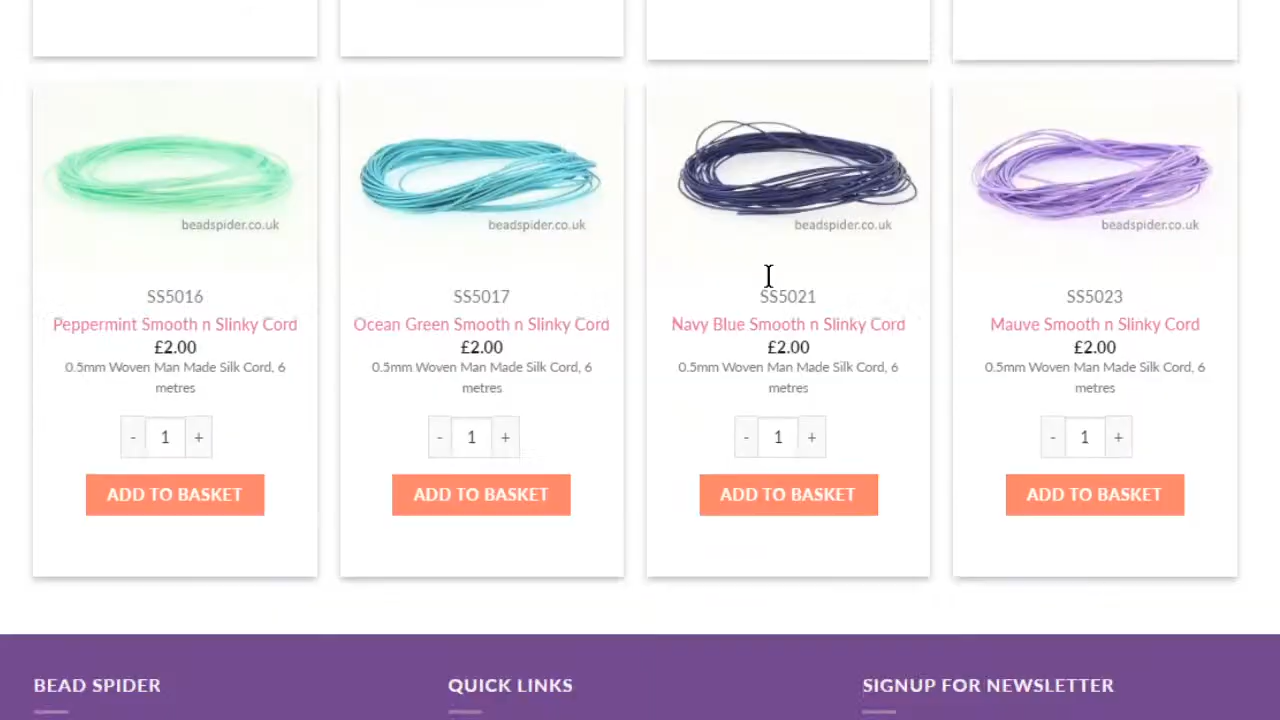 beadspider.co.uk
beadspider.co.uk
beadspider.co.uk
beadspider.co.uk
SS5016
Peppermint Smooth n Slinky Cord
£2.00
0.5mm Woven Man Made Silk Cord, 6
metres
- 1 +
ADD TO BASKET
SS5017
Ocean Green Smooth n Slinky Cord
£2.00
0.5mm Woven Man Made Silk Cord, 6
metres
- 1 +
ADD TO BASKET
SS5021
Navy Blue Smooth n Slinky Cord
£2.00
0.5mm Woven Man Made Silk Cord, 6
metres
- 1 +
ADD TO BASKET
SS5023
Mauve Smooth n Slinky Cord
£2.00
0.5mm Woven Man Made Silk Cord, 6
metres
- 1 +
ADD TO BASKET
BEAD SPIDER
QUICK LINKS
SIGNUP FOR NEWSLETTER